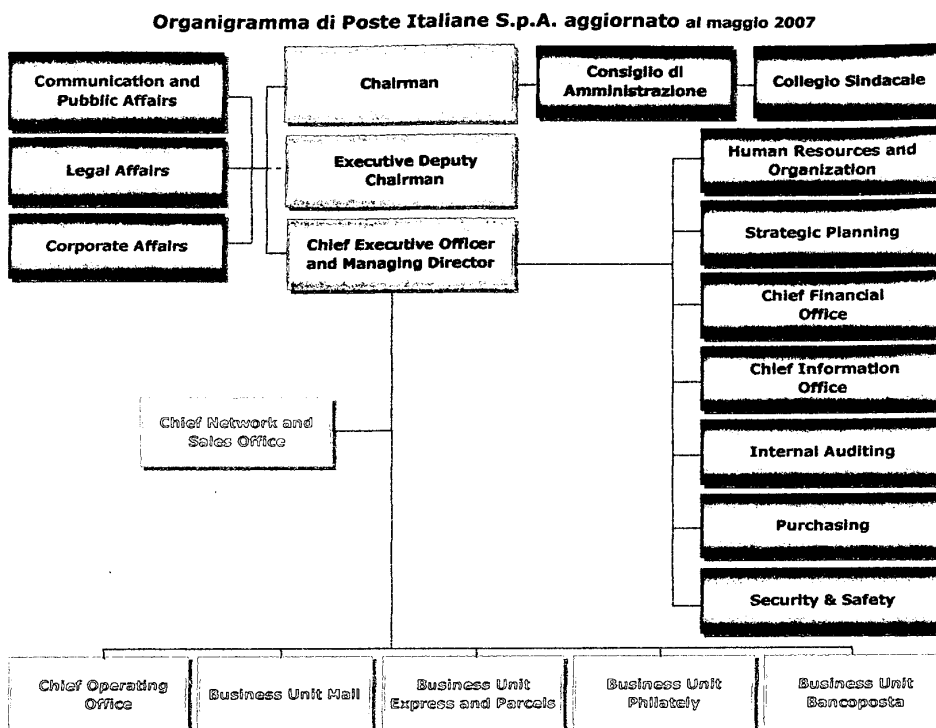 Organigramma di Poste Italiane S.p.A. aggiornato al maggio 2007
Communication and
Pubblic Affairs
Legal Affairs
Corporate Affairs
Chairman
Executive Deputy
Chairman
Chief Executive Officer
and Managing Director
Consiglio di
Amministrazione
Collegio Sindacale
Human Resources and
Organization
Strategic Planning
Chief Financial
Office
Chief Information
Office
Internal Auditing
Purchasing
Security & Safety
Chief Network and
Sales Office
Chief Operating
Office
Business Unit Mail
Business Unit
Express and Parcels
Business Unit
Philately
Business Unit
Bancoposta